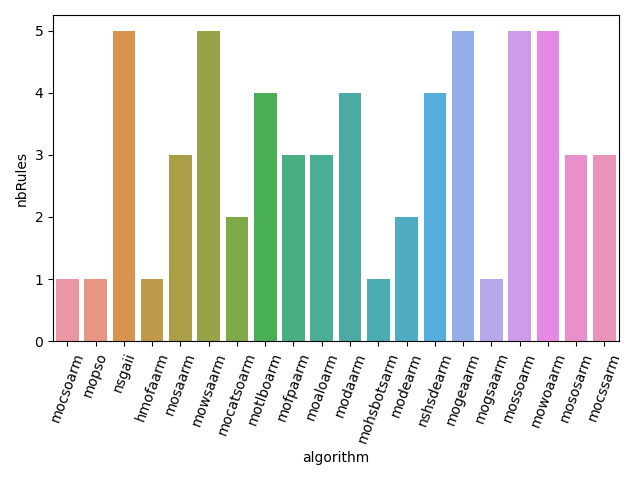 nbRules
5
4
3
2
1
0
mocsoarm
mopso
nsgaii
hmofaarm
mosaarm
mowsaarm
mocatsoarm
motlboarm
mofpaarm
moaloarm
modaarm
mohsbotsarm
modearm
nshsdearm
mogeaarm
mogsaarm
mossoarm
mowoaarm
mososarm
mocssarm
algorithm